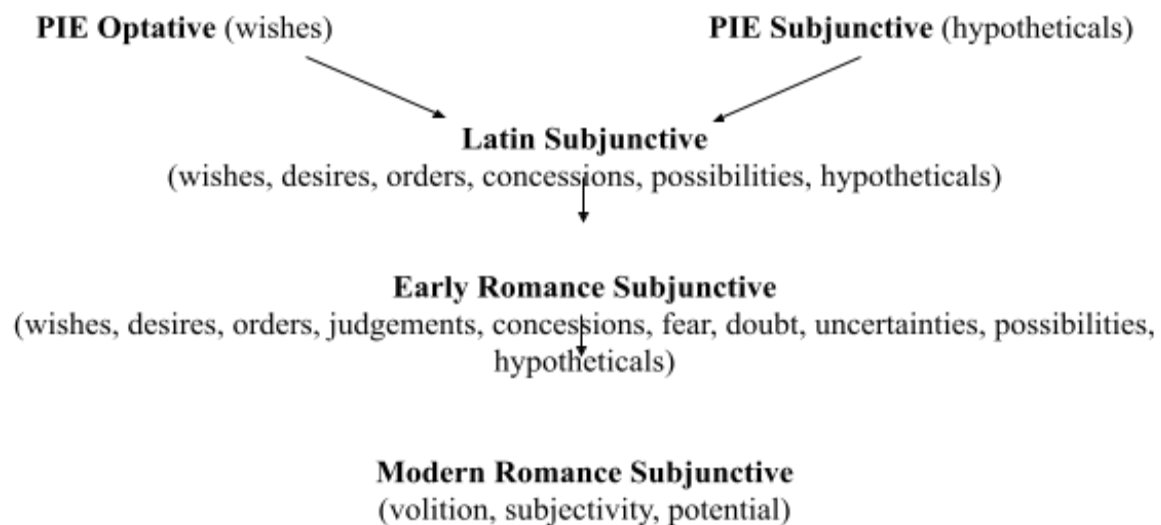 PIE Optative (wishes)
PIE Subjunctive (hypotheticals)
Latin Subjunctive
(wishes, desires, orders, concessions, possibilities, hypotheticals)
Early Romance Subjunctive
(wishes, desires, orders, judgements, concessions, fear, doubt, uncertainties, possibilities,
hypotheticals)
Modern Romance Subjunctive
(volition, subjectivity, potential)